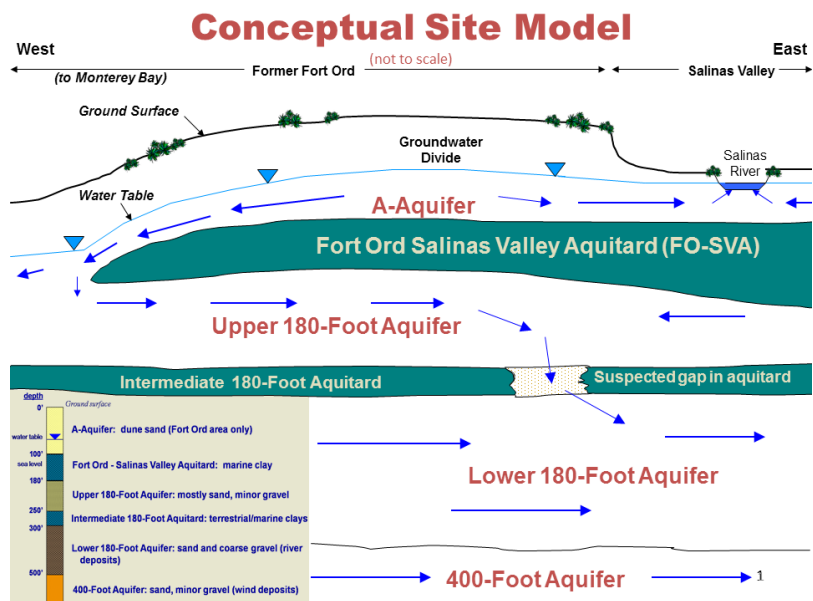 Conceptual Site Model
(not to scale)
West
East
(to Monterey Bay)
Former Fort Ord
Salinas Valley
Ground Surface
Groundwater
Divide
Salinas
River
Water Table
A-Aquifer
Fort Ord Salinas Valley Aquitard (FO-SVA)
Upper 180-Foot Aquifer
Intermediate 180-Foot Aquitard
Suspected gap in aquitard
depth
Ground surface
0'
A-Aquifer: dune sand (Fort Ord area only)
water table
100'
sea level
Fort Ord - Salinas Valley Aquitard: marine clay
180'
Upper 180-Foot Aquifer: mostly sand, minor gravel
250'
Intermediate 180-Foot Aquitard: terrestrial/marine clays
300'
Lower 180-Foot Aquifer: sand and coarse gravel (river
deposits)
500'
400-Foot Aquifer: sand, minor gravel (wind deposits)
Lower 180-Foot Aquifer
400-Foot Aquifer
1